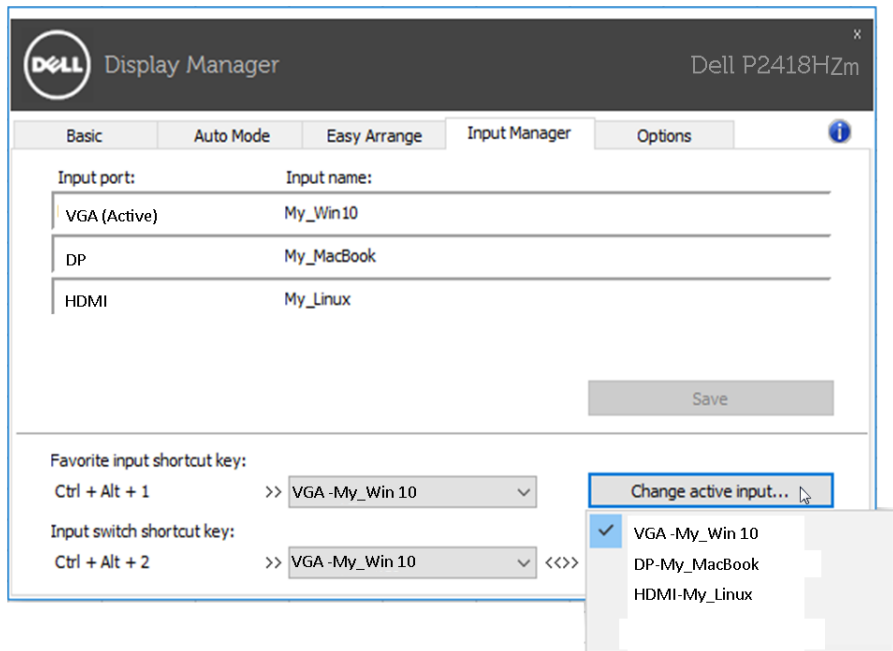 x
DELL Display Manager Dell P2418HZm
Basic Auto Mode Easy Arrange Input Manager Options i
Input port: Input name:
VGA (Active) My_Win10
DP My_MacBook
HDMI My_Linux
Save
Favorite input shortcut key:
Ctrl + Alt + 1 >> VGA -My_Win 10 Change active input...
Input switch shortcut key:
VGA -My_Win 10
Ctrl + Alt + 2 >> VGA -My_Win 10 <<>> DP-My_MacBook
HDMI-My_Linux